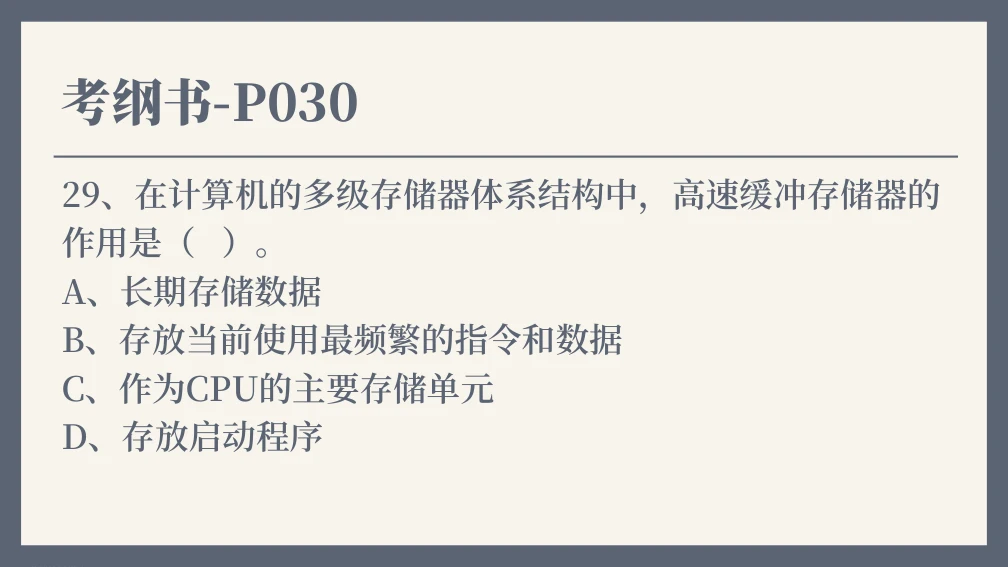 考纲书-P030
29、在计算机的多级存储器体系结构中，高速缓冲存储器的
作用是（ ）。
A、长期存储数据
B、存放当前使用最频繁的指令和数据
C、作为CPU的主要存储单元
D、存放启动程序